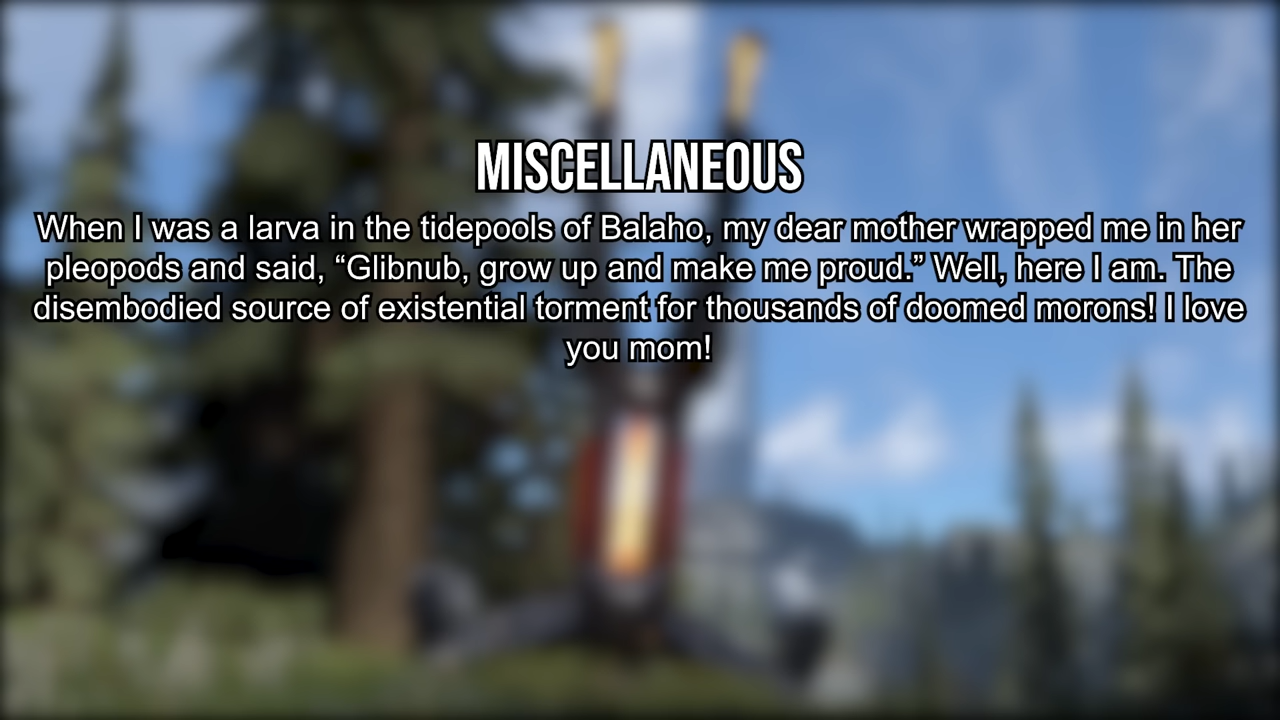 MISCELLANEOUS
When I was a larva in the tidepools of Balaho, my dear mother wrapped me in her
pleopods and said, “Glibnub, grow up and make me proud.” Well, here I am. The
disembodied source of existential torment for thousands of doomed morons! I love
you mom!